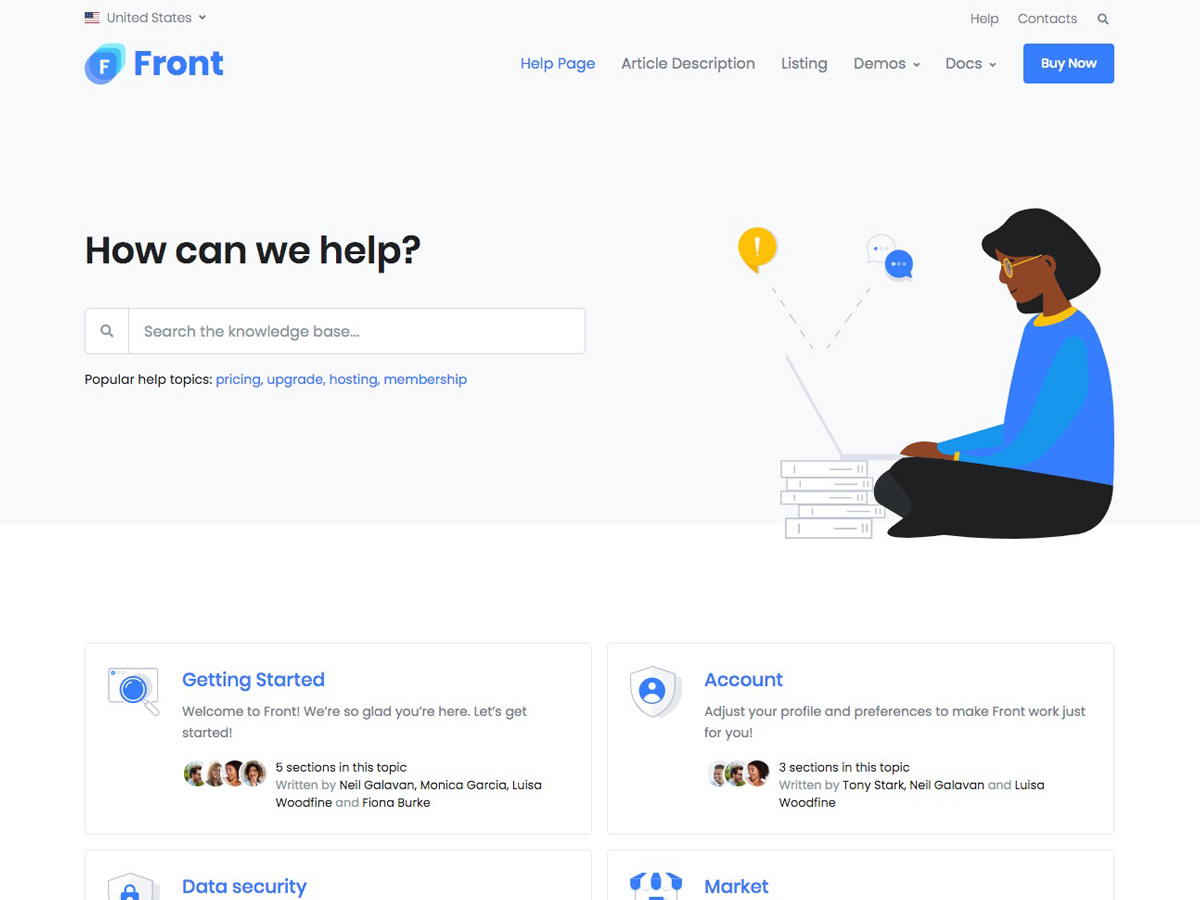 United States
Help Contacts
F Front
Help Page Article Description Listing Demos Docs Buy Now
How can we help?
!
Search the knowledge base...
Popular help topics: pricing, upgrade, hosting, membership
Getting Started
Welcome to Front! We're so glad you're here. Let's get
started!
5 sections in this topic
Written by Neil Galavan, Monica Garcia, Luisa
Woodfine and Fiona Burke
Account
Adjust your profile and preferences to make Front work just
for you!
3 sections in this topic
Written by Tony Stark, Neil Galavan and Luisa
Woodfine
Data security
Market